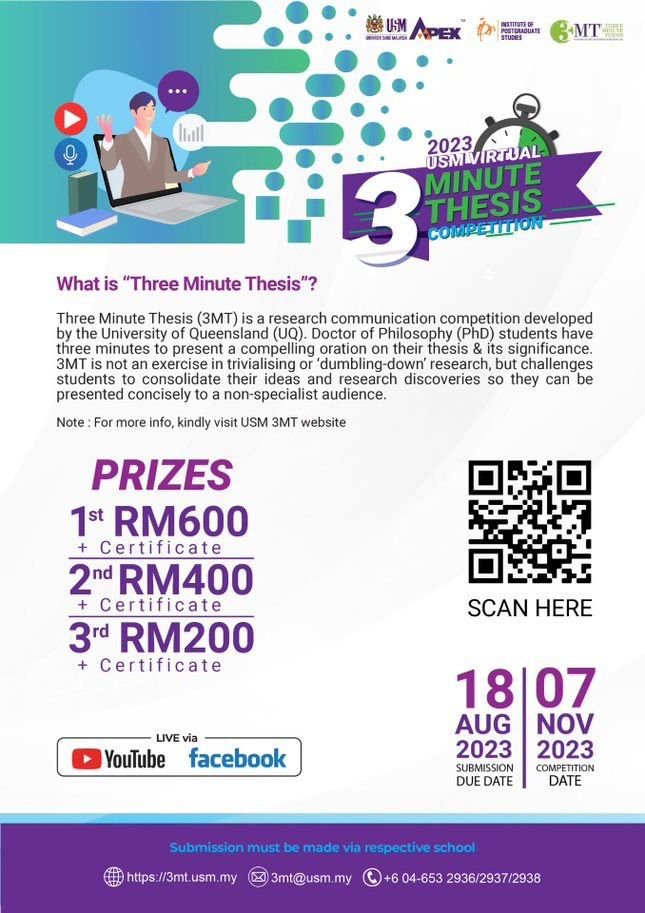 USM
UNIVERSITI SAINS MALAYSIA
APEX™
INSTITUTE OF
POSTGRADUATE
STUDIES
3MT THREE
MINUTE
THESIS
2023
USM VIRTUAL
3 MINUTE
THESIS
COMPETITION
What is “Three Minute Thesis”?
Three Minute Thesis (3MT) is a research communication competition developed
by the University of Queensland (UQ). Doctor of Philosophy (PhD) students have
three minutes to present a compelling oration on their thesis & its significance.
3MT is not an exercise in trivialising or ‘dumbling-down’ research, but challenges
students to consolidate their ideas and research discoveries so they can be
presented concisely to a non-specialist audience.
Note : For more info, kindly visit USM 3MT website
PRIZES
1st RM600
+ Certificate
2nd RM400
+ Certificate
3rd RM200
+ Certificate
SCAN HERE
18
AUG
2023
SUBMISSION
DUE DATE
07
NOV
2023
COMPETITION
DATE
LIVE via
YouTube facebook
Submission must be made via respective school
https://3mt.usm.my 3mt@usm.my +6 04-653 2936/2937/2938